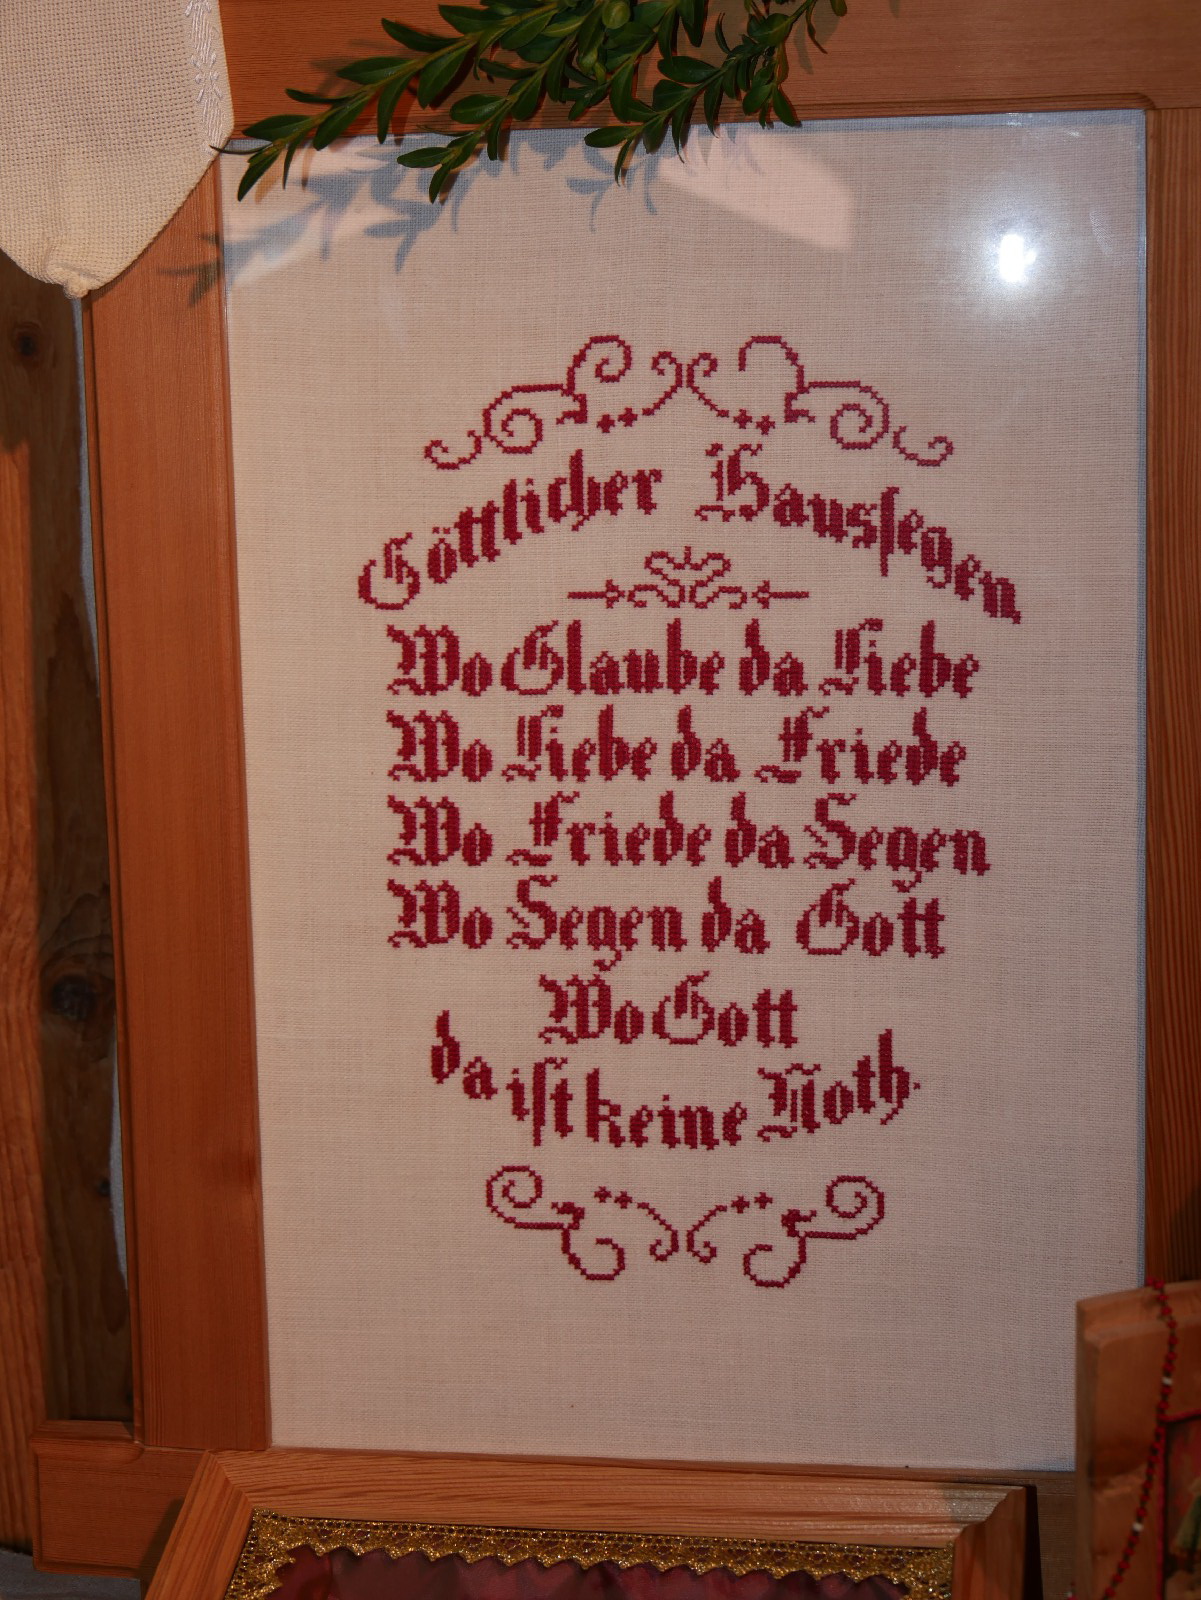 Göttlicher Haussegen
Wo Glaube da Liebe
Wo Liebe da Friede
Wo Friede da Segen
Wo Segen da Gott
Wo Gott
da ist keine Noth.